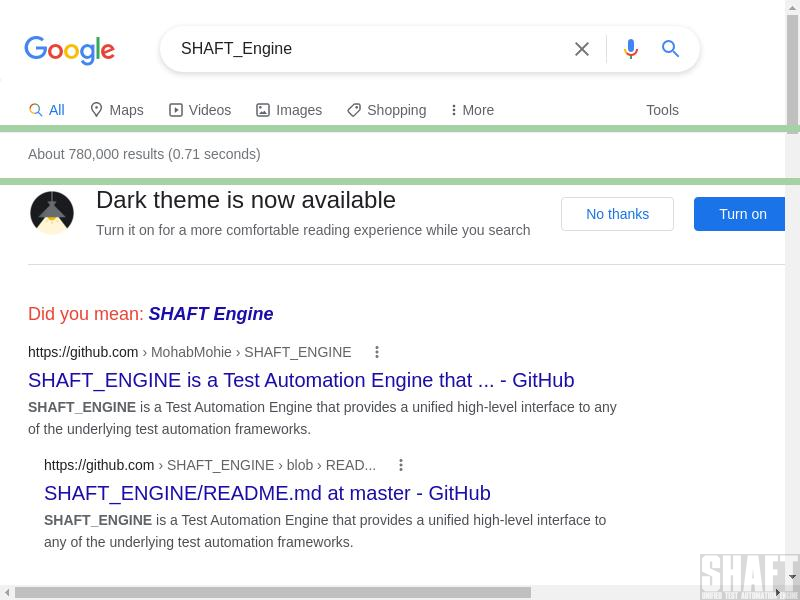 Google
SHAFT_Engine
All Maps Videos Images Shopping More Tools
About 780,000 results (0.71 seconds)
Dark theme is now available
Turn it on for a more comfortable reading experience while you search
No thanks
Turn on
Did you mean: SHAFT Engine
https://github.com › MohabMohie › SHAFT_ENGINE
SHAFT_ENGINE is a Test Automation Engine that ... - GitHub
SHAFT_ENGINE is a Test Automation Engine that provides a unified high-level interface to any
of the underlying test automation frameworks.
https://github.com › SHAFT_ENGINE › blob › READ...
SHAFT_ENGINE/README.md at master - GitHub
SHAFT_ENGINE is a Test Automation Engine that provides a unified high-level interface to
any of the underlying test automation frameworks.
SHAFT
UNIFIED TEST AUTOMATION ENGINE